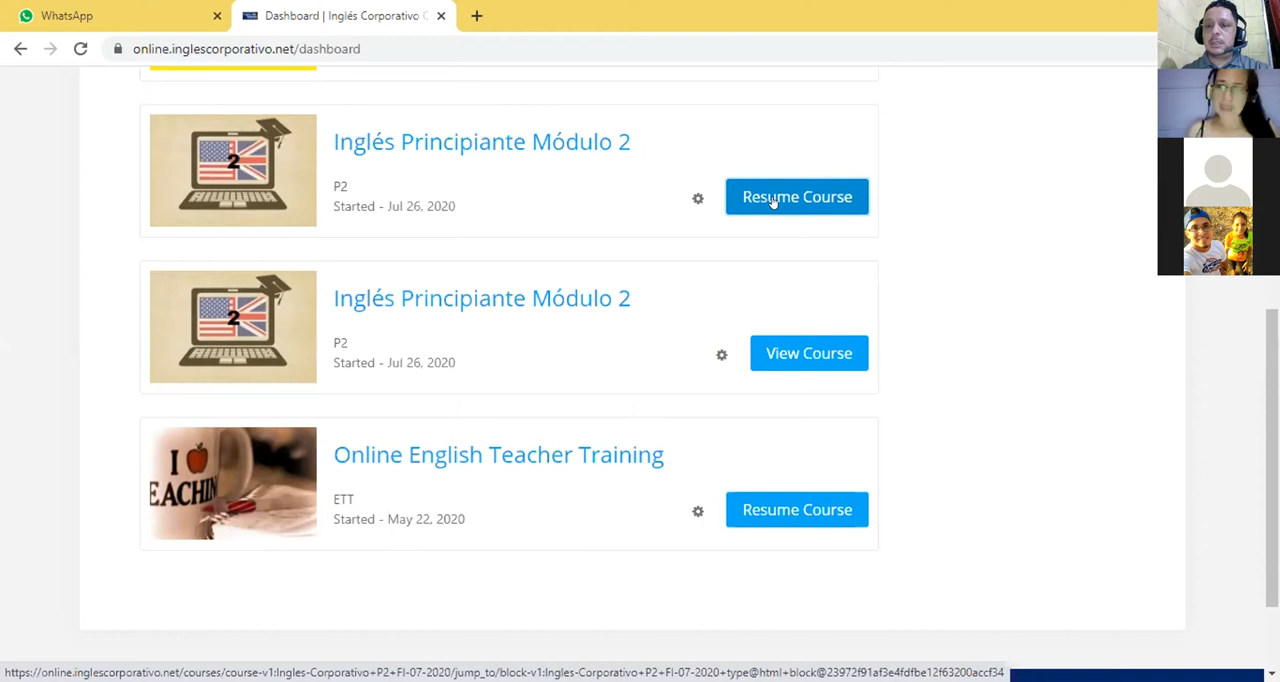 WhatsApp
Dashboard | Inglés Corporativo C
online.inglescorporativo.net/dashboard
2
Inglés Principiante Módulo 2
P2
Started - Jul 26, 2020
Resume Course
2
Inglés Principiante Módulo 2
P2
Started - Jul 26, 2020
View Course
I
EACHIN
Online English Teacher Training
ETT
Started - May 22, 2020
Resume Course
https://online.inglescorporativo.net/courses/course-v1:Ingles-Corporativo+P2+FI-07-2020/jump_to/block-v1:Ingles-Corporativo+P2+FI-07-2020+type@html+block@23972f91af3e4fdfbe12f63200accf34